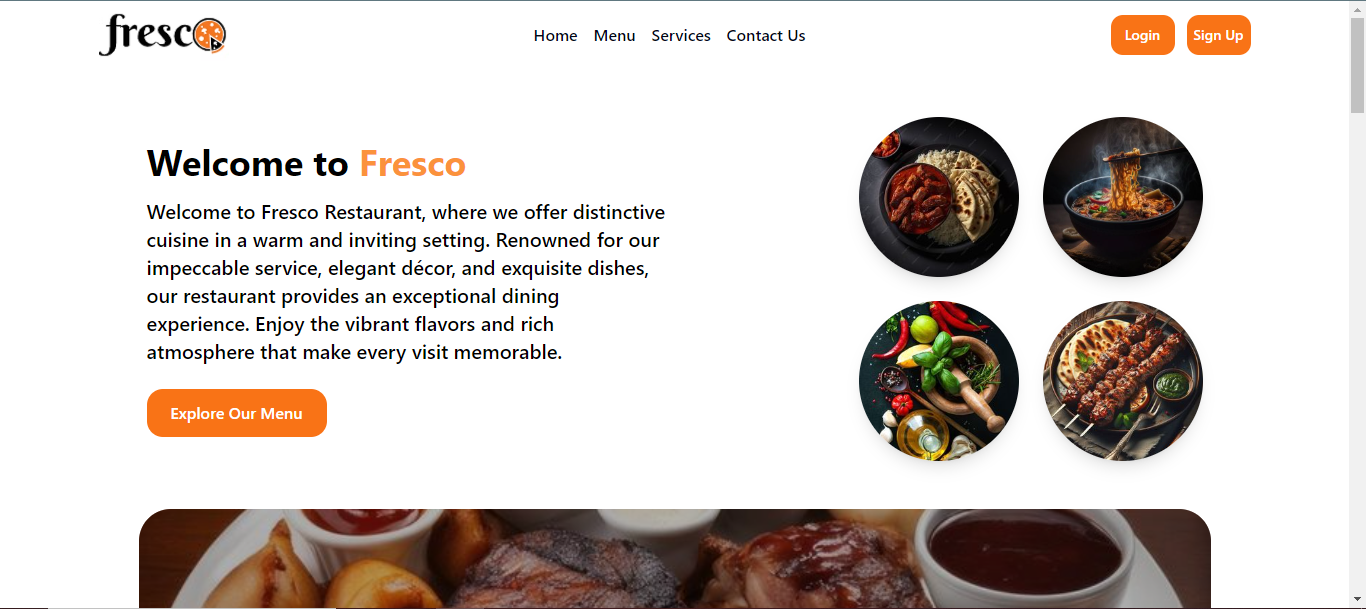 fresco
Home Menu Services Contact Us
Login Sign Up
Welcome to Fresco
Welcome to Fresco Restaurant, where we offer distinctive
cuisine in a warm and inviting setting. Renowned for our
impeccable service, elegant décor, and exquisite dishes,
our restaurant provides an exceptional dining
experience. Enjoy the vibrant flavors and rich
atmosphere that make every visit memorable.
Explore Our Menu